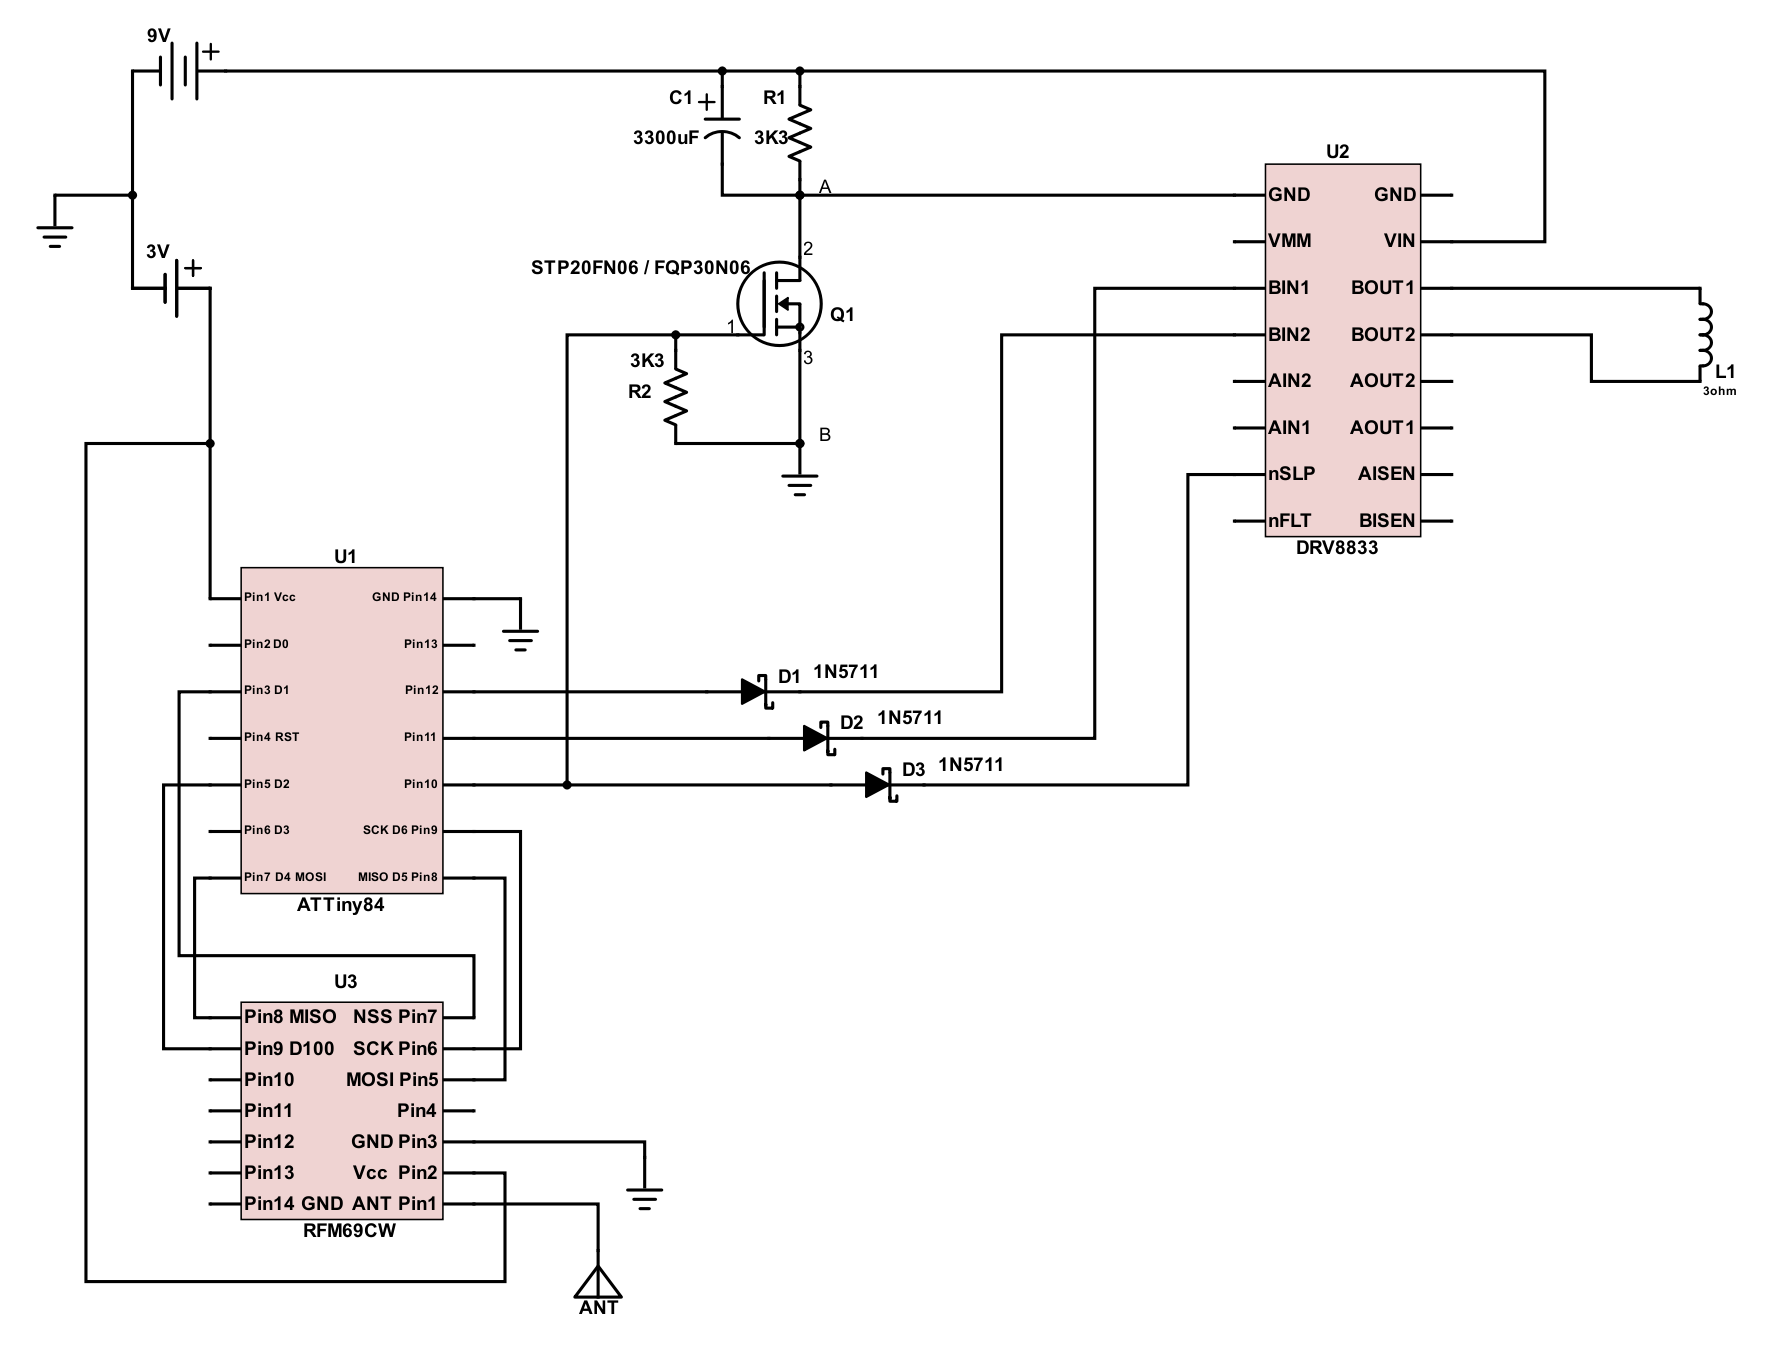 9V
+
C1 +
R1
3300uF
3K3
A
3V
+
STP20FN06 / FQP30N06
2
1
Q1
3
3K3
R2
B
U2
GND GND
VMM VIN
BIN1 BOUT1
BIN2 BOUT2
AIN2 AOUT2
AIN1 AOUT1
nSLP AISEN
nFLT BISEN
DRV8833
L1
3ohm
U1
Pin1 Vcc GND Pin14
Pin2 D0 Pin13
Pin3 D1 Pin12
Pin4 RST Pin11
Pin5 D2 Pin10
Pin6 D3 SCK D6 Pin9
Pin7 D4 MOSI MISO D5 Pin8
ATTiny84
D1 1N5711
D2 1N5711
D3 1N5711
U3
Pin8 MISO NSS Pin7
Pin9 D100 SCK Pin6
Pin10 MOSI Pin5
Pin11 Pin4
Pin12 GND Pin3
Pin13 Vcc Pin2
Pin14 GND ANT Pin1
RFM69CW
ANT